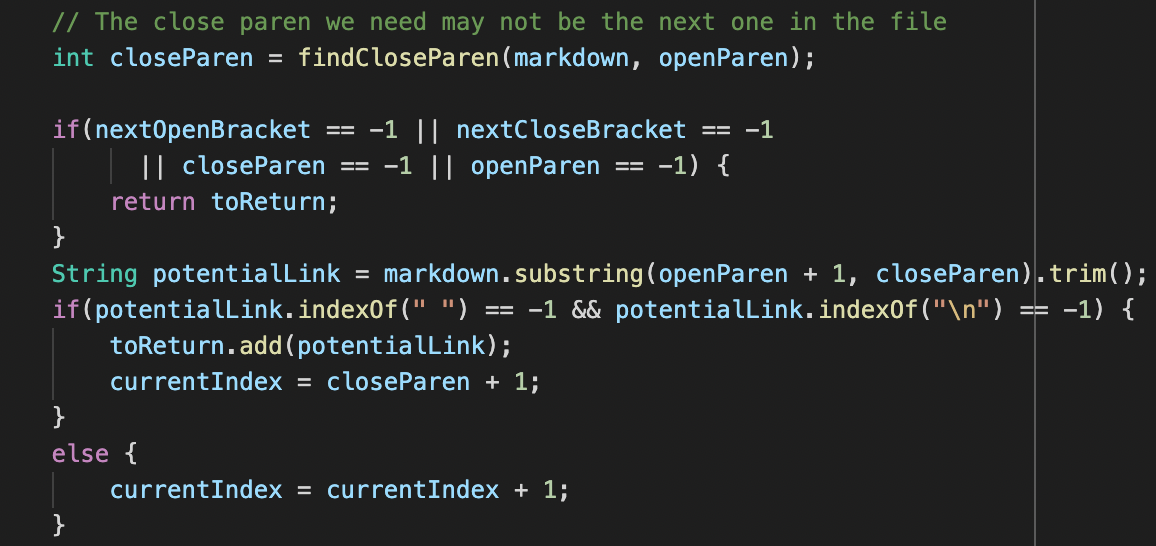 // The close paren we need may not be the next one in the file
int closeParen = findCloseParen(markdown, openParen);
if(nextOpenBracket == -1 || nextCloseBracket == -1
|| closeParen == -1 || openParen == -1) {
return toReturn;
}
String potentialLink = markdown.substring(openParen + 1, closeParen).trim();
if(potentialLink.indexOf(" ") == -1 && potentialLink.indexOf("\n") == -1) {
toReturn.add(potentialLink);
currentIndex = closeParen + 1;
}
else {
currentIndex = currentIndex + 1;
}